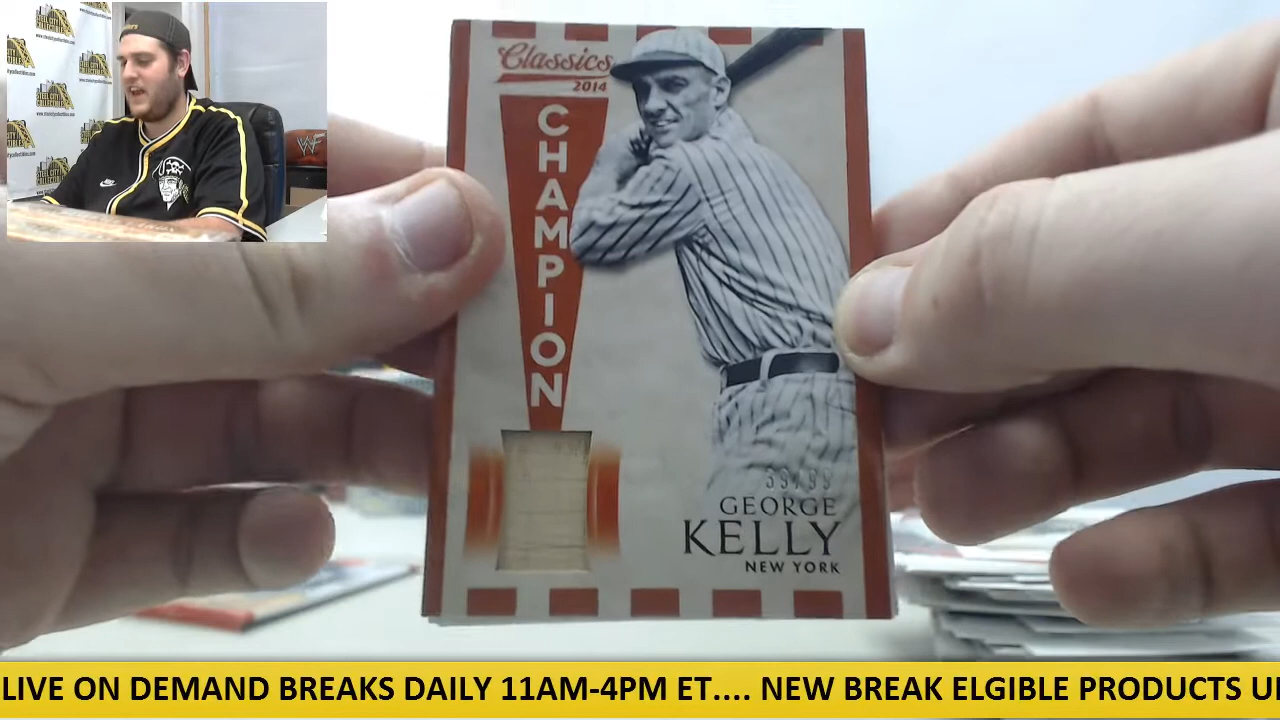 Classics
2014
CHAMPION
GEORGE
KELLY
NEW YORK
LIVE ON DEMAND BREAKS DAILY 11AM-4PM ET.... NEW BREAK ELGIBLE PRODUCTS